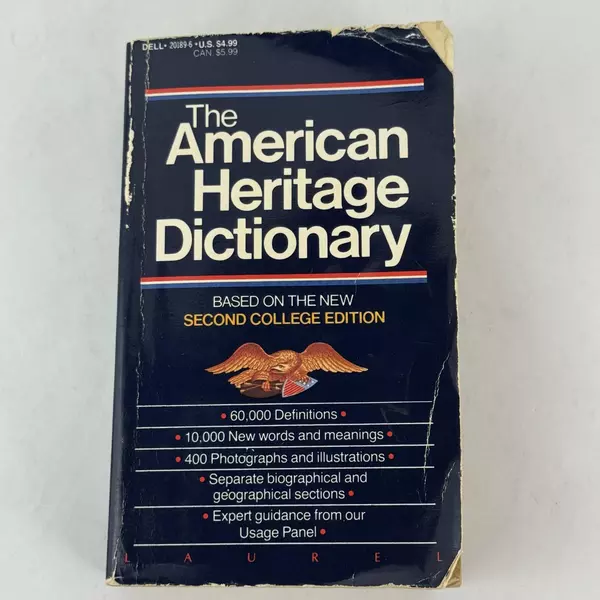 DELL • 20189-6 • U.S. $4.99
CAN. $5.99
The
American
Heritage
Dictionary
BASED ON THE NEW
SECOND COLLEGE EDITION
• 60,000 Definitions •
• 10,000 New words and meanings •
• 400 Photographs and illustrations •
• Separate biographical and
geographical sections •
• Expert guidance from our
Usage Panel •
LAUREL